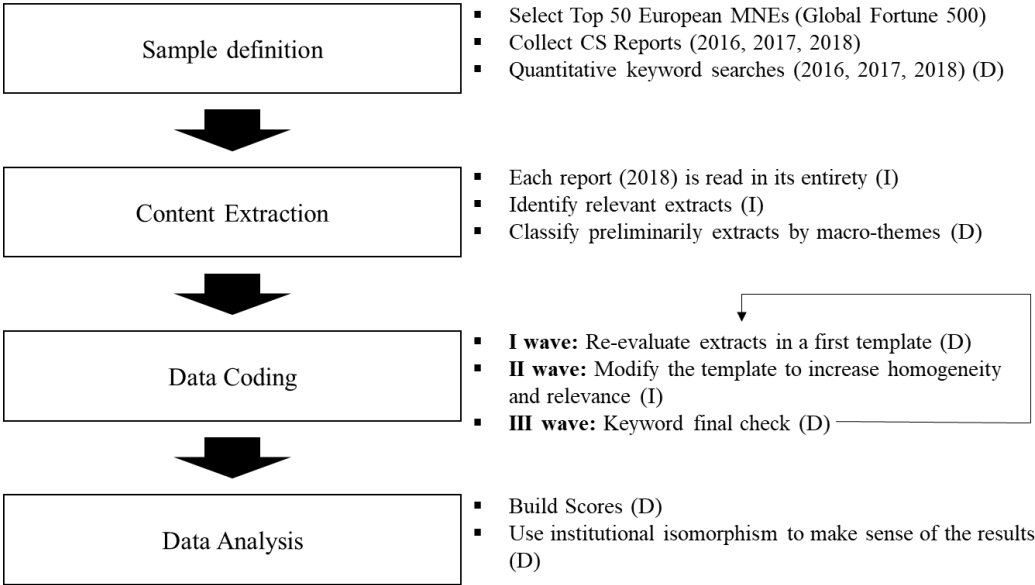 Sample definition
▪ Select Top 50 European MNEs (Global Fortune 500)
▪ Collect CS Reports (2016, 2017, 2018)
▪ Quantitative keyword searches (2016, 2017, 2018) (D)
Content Extraction
▪ Each report (2018) is read in its entirety (I)
▪ Identify relevant extracts (I)
▪ Classify preliminarily extracts by macro-themes (D)
Data Coding
▪ I wave: Re-evaluate extracts in a first template (D)
▪ II wave: Modify the template to increase homogeneity
and relevance (I)
▪ III wave: Keyword final check (D)
Data Analysis
▪ Build Scores (D)
▪ Use institutional isomorphism to make sense of the results
(D)